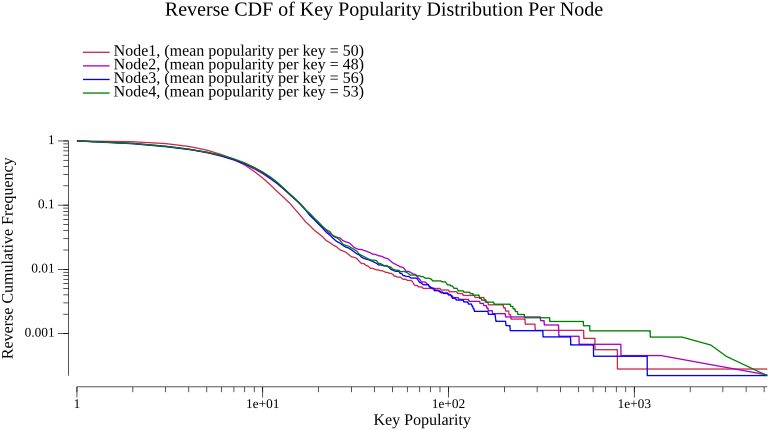 Reverse CDF of Key Popularity Distribution Per Node
Node1, (mean popularity per key = 50)
Node2, (mean popularity per key = 48)
Node3, (mean popularity per key = 56)
Node4, (mean popularity per key = 53)
Reverse Cumulative Frequency
1
0.1
0.01
0.001
1
1e+01
1e+02
1e+03
Key Popularity